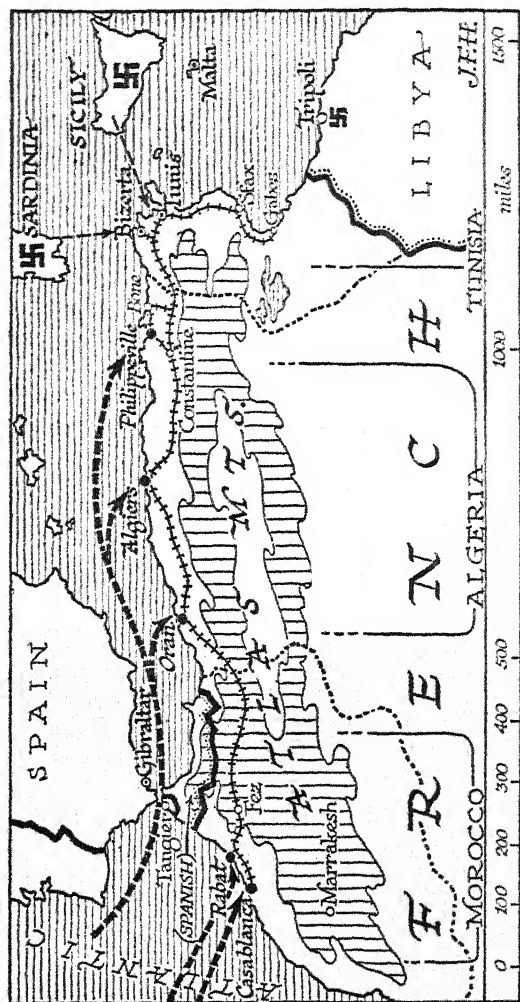 SPAIN
SARDINIA
SICILY
ATLANTIC
Gibraltar
Tangier
(SPANISH)
Malta
Bizerta
Tunis
Bone
Philippeville
Algiers
Oran
Constantine
Rabat
Casablanca
Fez
Marrakesh
Sfax
Gabes
Tripoli
ATLAS MTS.
LIBYA
FRENCH
MOROCCO
ALGERIA
TUNISIA
J.F.H.
0 100 200 300 400 500 1000 miles 1500